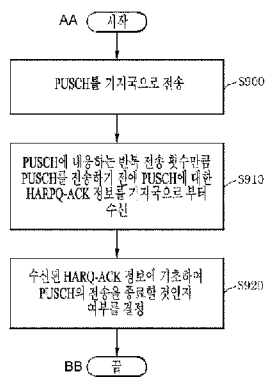 AA
시작
PUSCH를 기지국으로 전송
S900
PUSCH에 대응하는 반복 전송 횟수만큼
PUSCH를 전송하기 전에 PUSCH에 대한
HARPQ-ACK 정보를 기지국으로 부터
수신
S910
수신된 HARQ-ACK 정보에 기초하여
PUSCH의 전송을 종료할 것인지
여부를 결정
S920
BB
끝